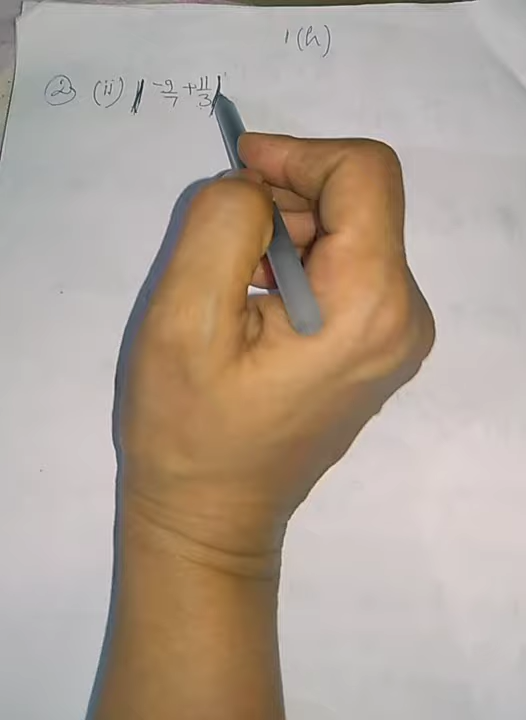 1(h)
② (ii) | -9/7 + 11/3 |